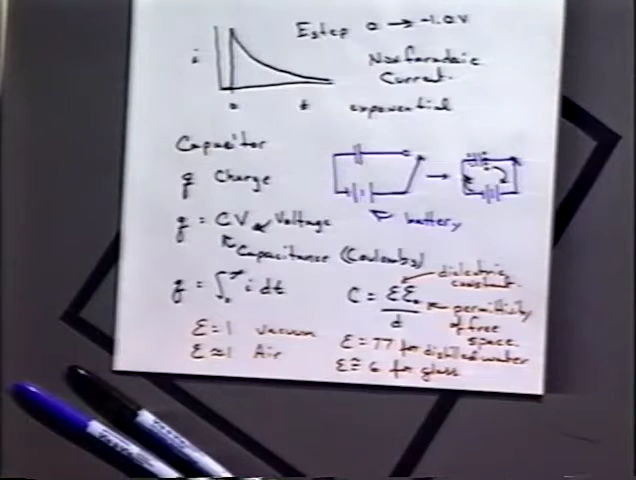 Estep 0 → -1.0V
i
Nonfaradaic
Current
0 t exponential
Capacitor
q Charge
q = CV Voltage
battery
Capacitance (Coulombs)
q = ∫₀^∞ i dt
C = εε₀/d
dielectric
constant
permittivity
of free
space
ε = 1 vacuum
ε ≈ 1 Air
ε = 77 for distilled water
ε ≅ 6 for glass